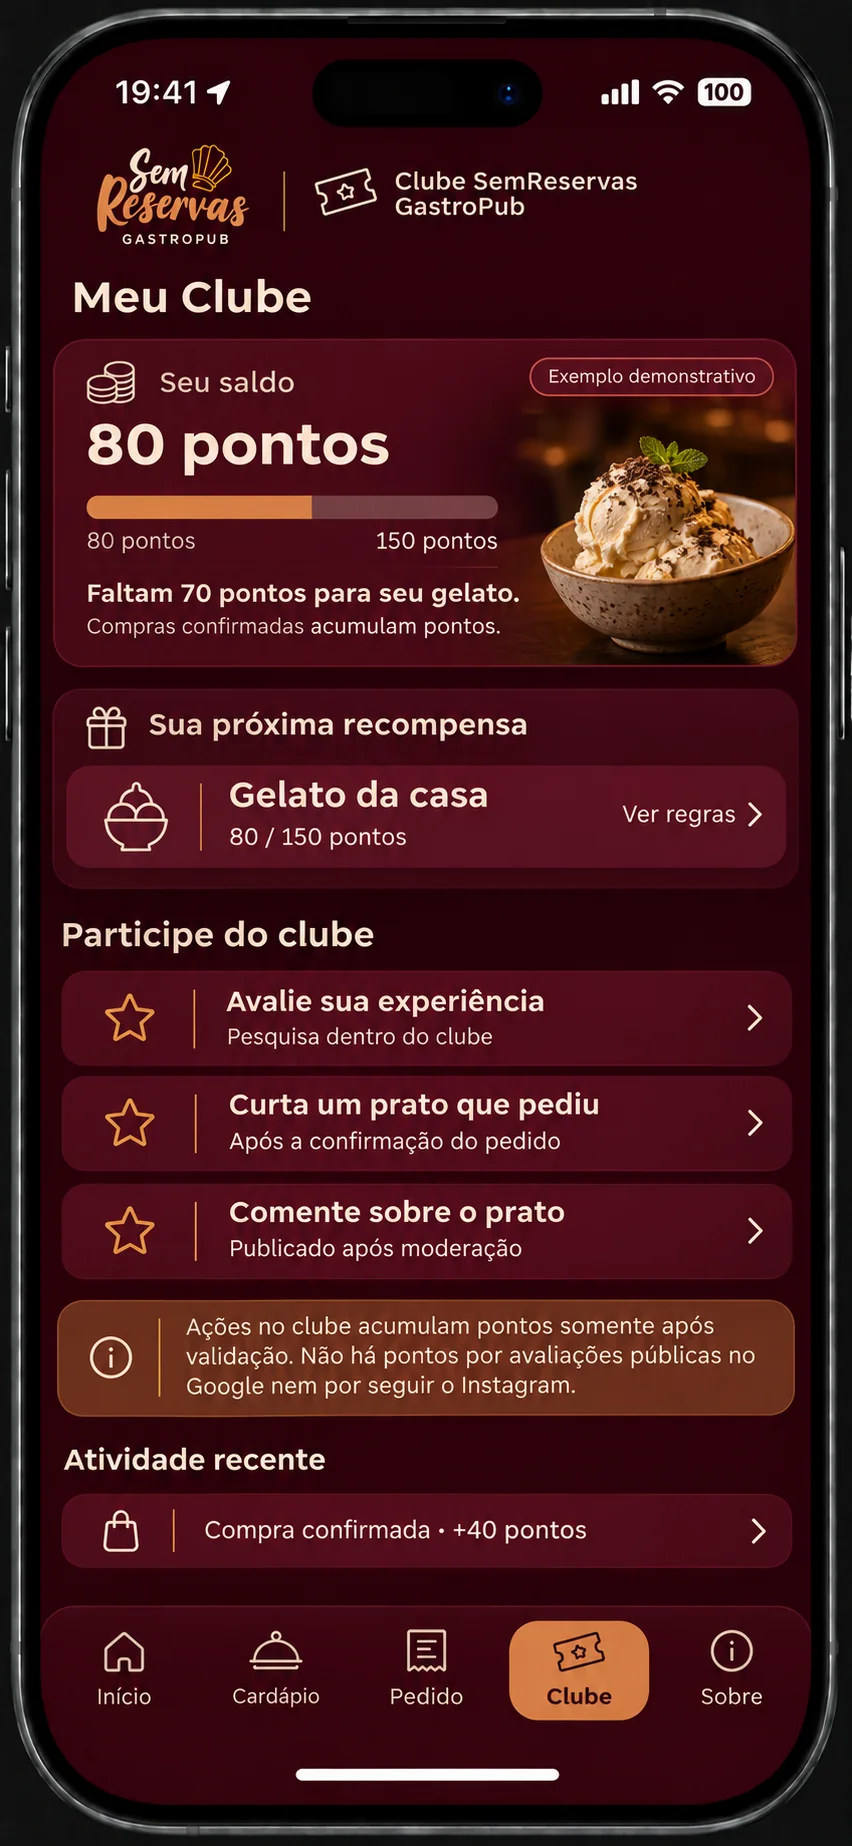 19:41
100
Sem
Reservas
GASTROPUB
Clube SemReservas
GastroPub
Meu Clube
Seu saldo
Exemplo demonstrativo
80 pontos
80 pontos
150 pontos
Faltam 70 pontos para seu gelato.
Compras confirmadas acumulam pontos.
Sua próxima recompensa
Gelato da casa
80 / 150 pontos
Ver regras
Participe do clube
Avalie sua experiência
Pesquisa dentro do clube
Curta um prato que pediu
Após a confirmação do pedido
Comente sobre o prato
Publicado após moderação
Ações no clube acumulam pontos somente após
validação. Não há pontos por avaliações públicas no
Google nem por seguir o Instagram.
Atividade recente
Compra confirmada • +40 pontos
Início
Cardápio
Pedido
Clube
Sobre